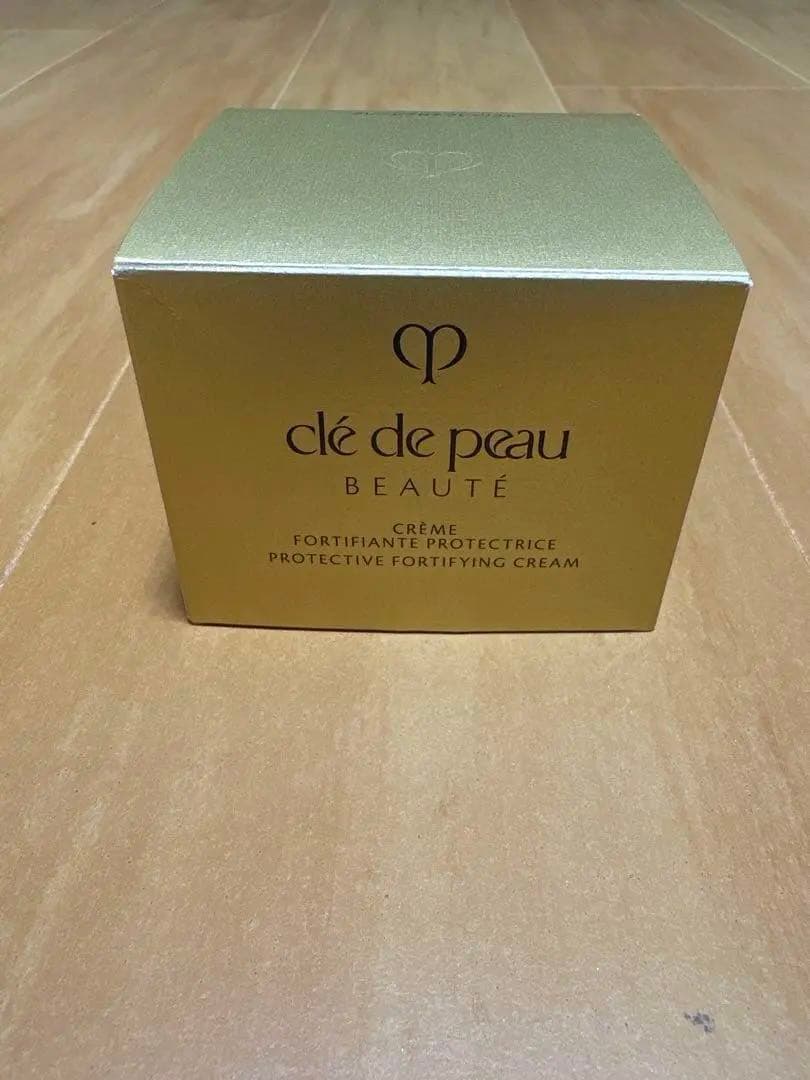 clé de peau
BEAUTÉ
CRÈME
FORTIFIANTE PROTECTRICE
PROTECTIVE FORTIFYING CREAM